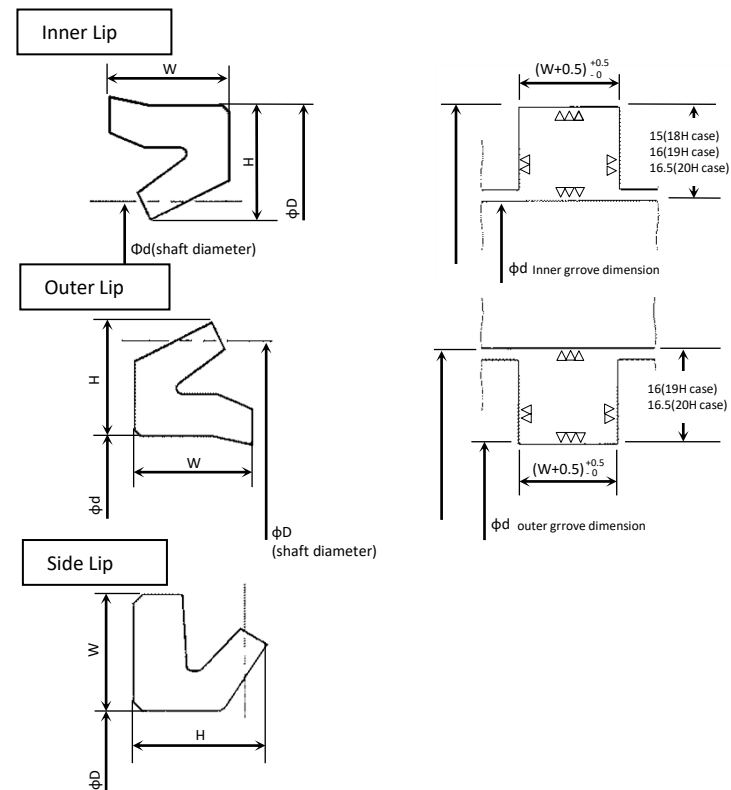 Inner Lip
W
H
φD
Φd(shaft diameter)
(W+0.5) +0.5 - 0
15(18H case)
16(19H case)
16.5(20H case)
φd Inner grrove dimension
Outer Lip
H
W
φd
φD
(shaft diameter)
16(19H case)
16.5(20H case)
(W+0.5) +0.5 - 0
φd outer grrove dimension
Side Lip
W
H
φD